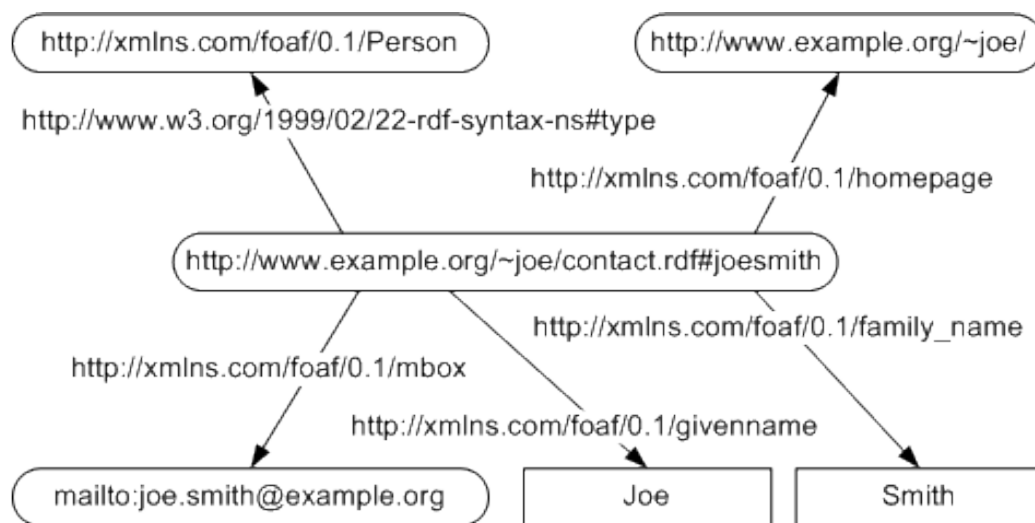 http://xmlns.com/foaf/0.1/Person
http://www.example.org/~joe/
http://www.w3.org/1999/02/22-rdf-syntax-ns#type
http://xmlns.com/foaf/0.1/homepage
http://www.example.org/~joe/contact.rdf#joesmith
http://xmlns.com/foaf/0.1/family_name
http://xmlns.com/foaf/0.1/mbox
http://xmlns.com/foaf/0.1/givenname
mailto:joe.smith@example.org
Joe
Smith